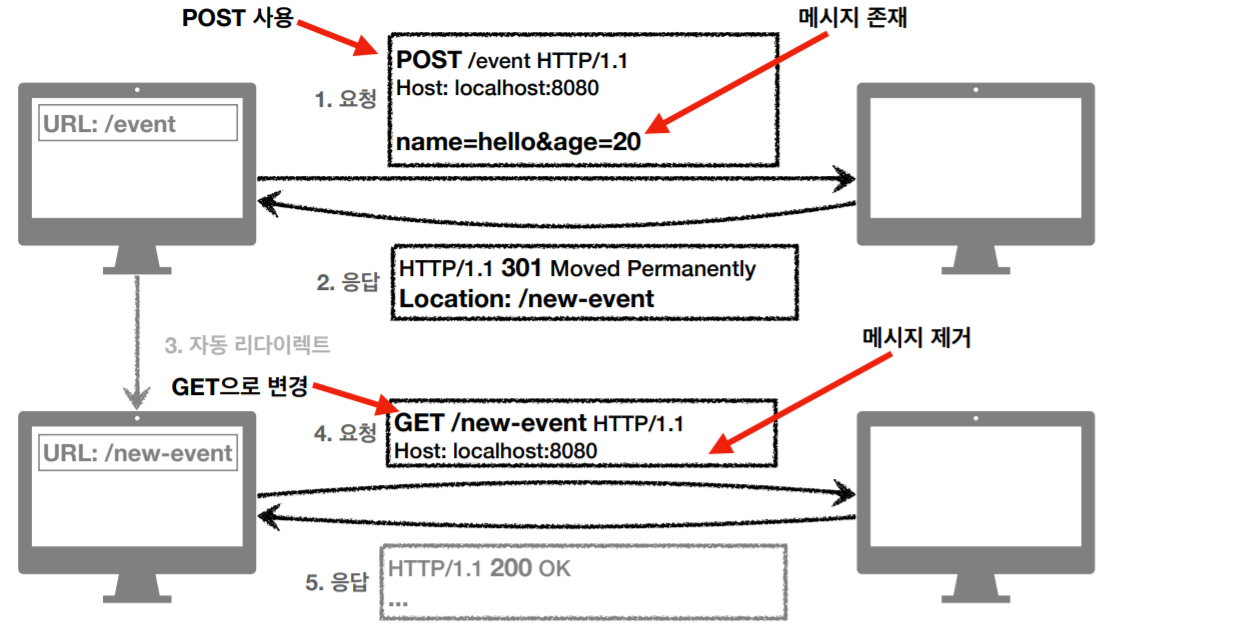 POST 사용
메시지 존재
POST /event HTTP/1.1
Host: localhost:8080
name=hello&age=20
1. 요청
URL: /event
2. 응답
HTTP/1.1 301 Moved Permanently
Location: /new-event
3. 자동 리다이렉트
메시지 제거
GET으로 변경
4. 요청
GET /new-event HTTP/1.1
Host: localhost:8080
URL: /new-event
5. 응답
HTTP/1.1 200 OK
...